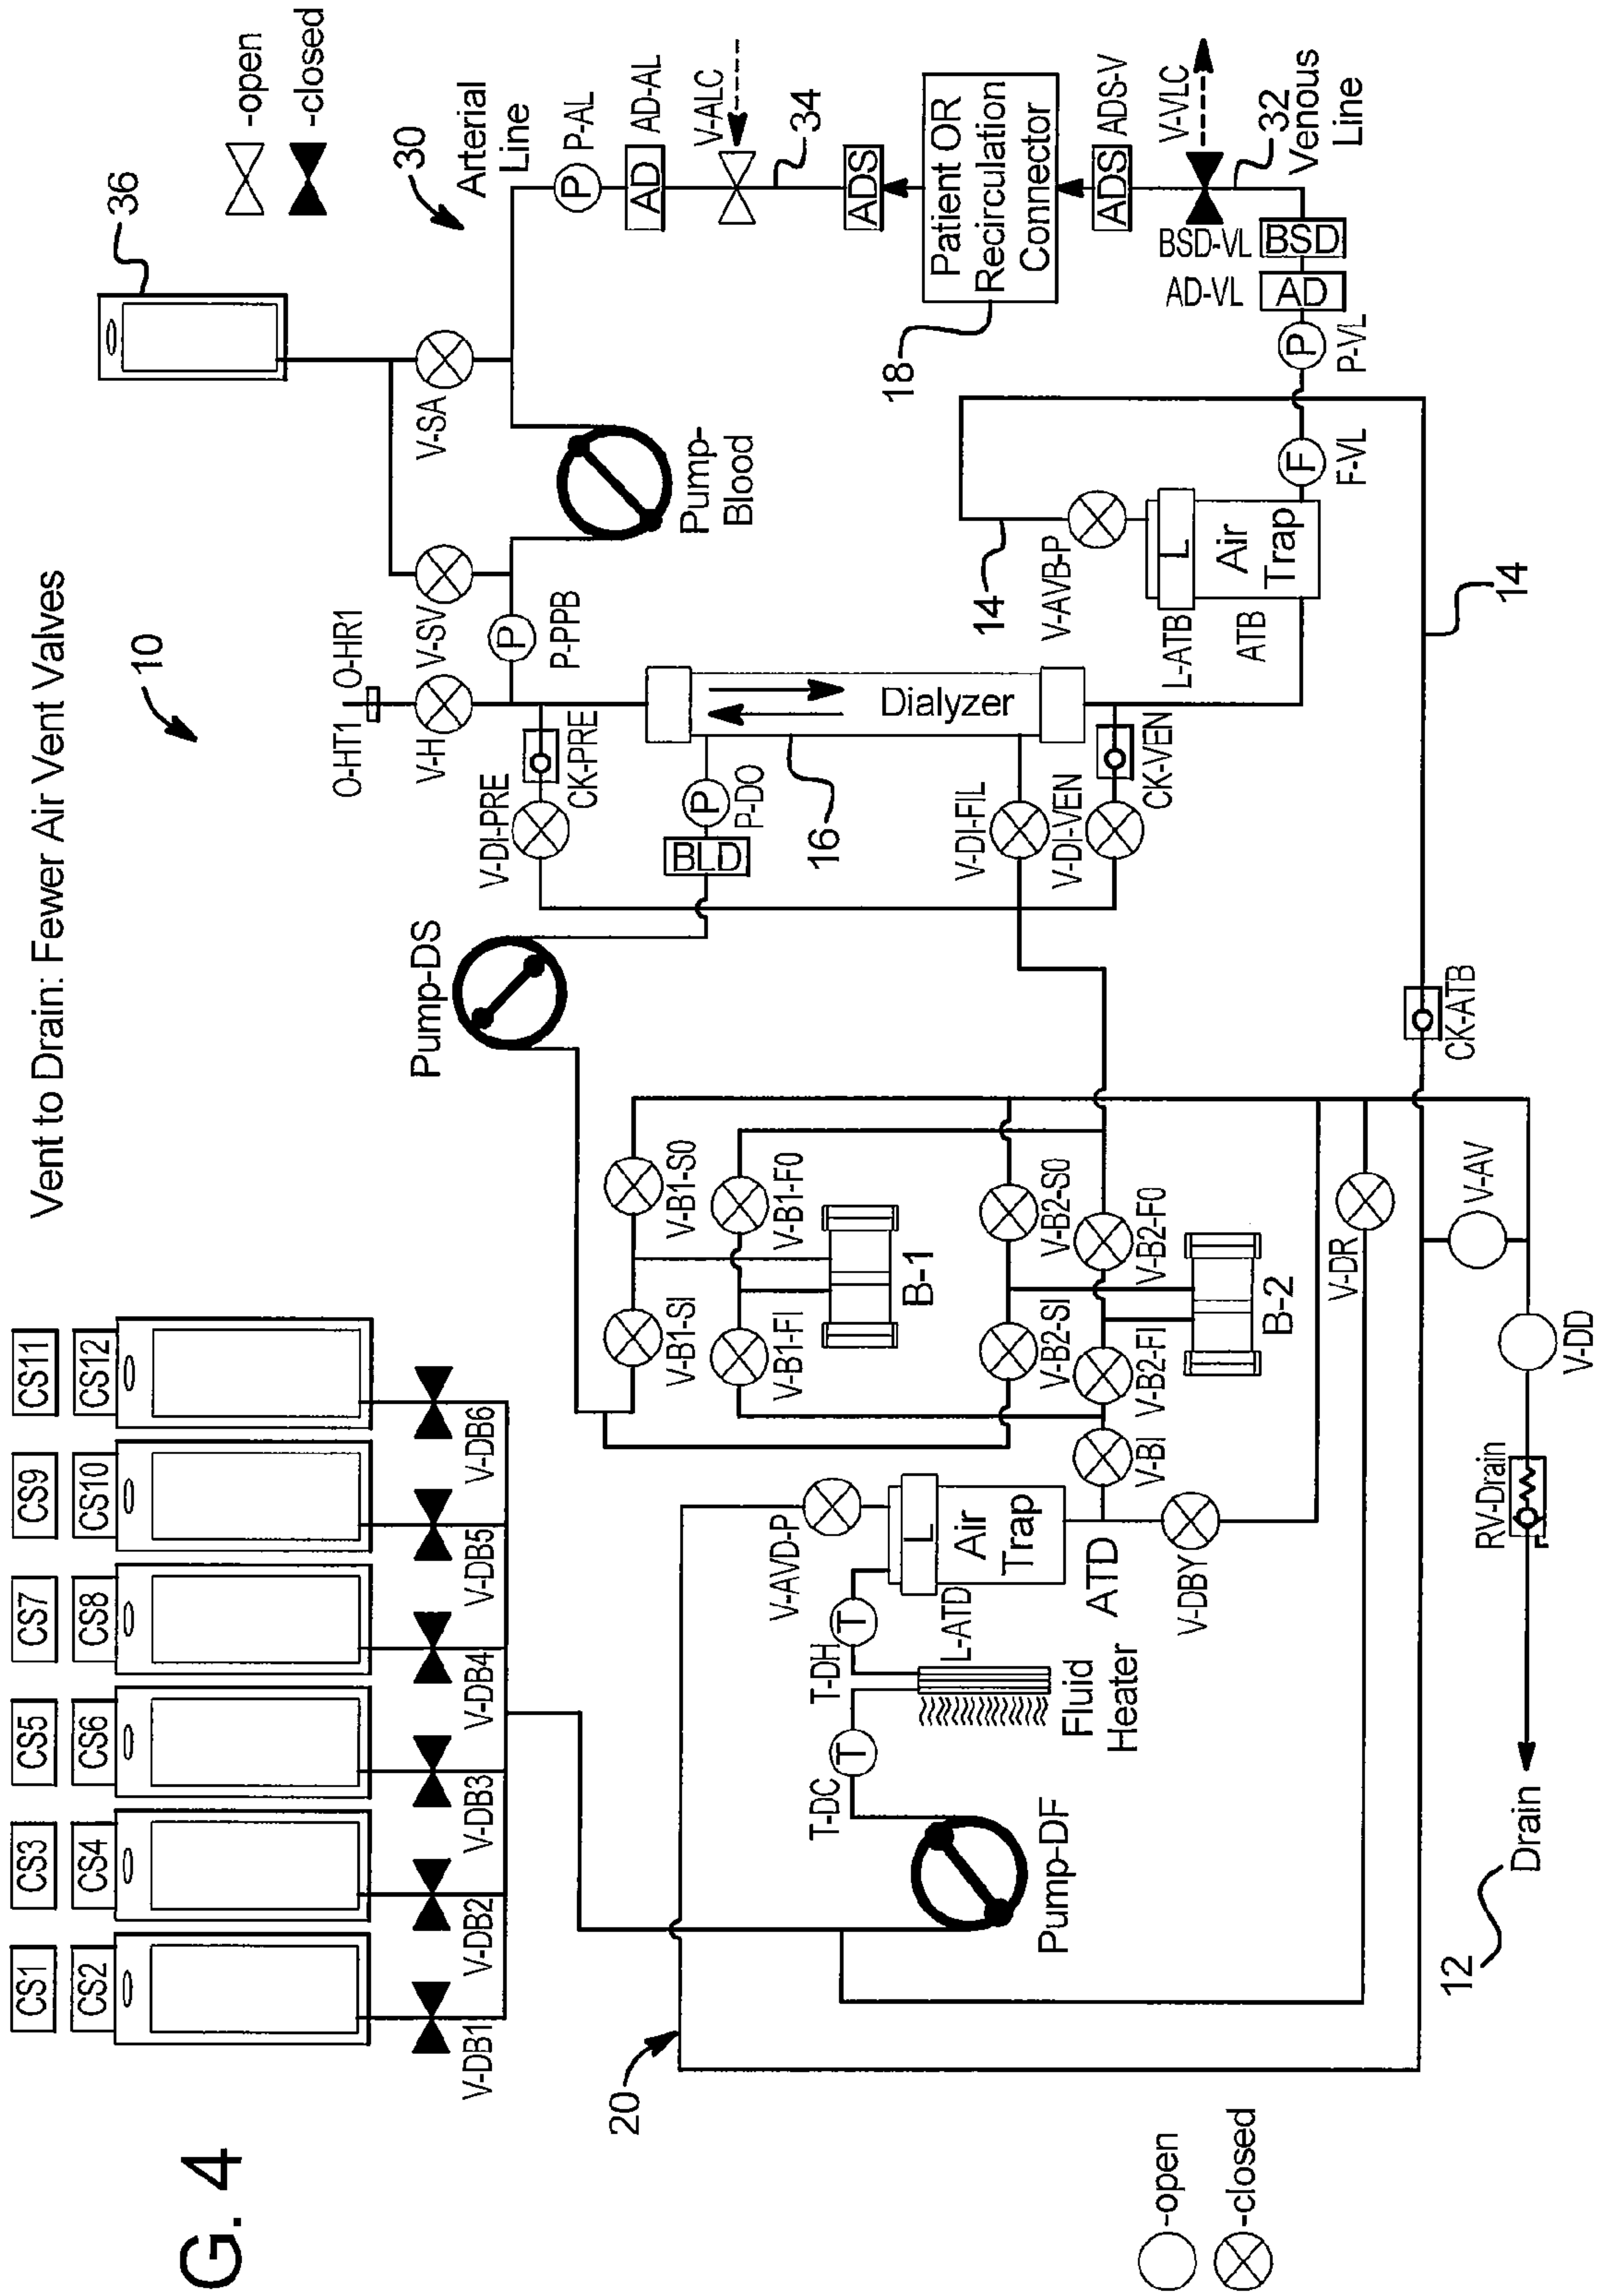 Vent to Drain: Fewer Air Vent Valves
G. 4
10
CS1
CS2
CS3
CS4
CS5
CS6
CS7
CS8
CS9
CS10
CS11
CS12
V-DB1
V-DB2
V-DB3
V-DB4
V-DB5
V-DB6
36
-open
-closed
30
Arterial
Line
P
P-AL
AD
AD-AL
V-ALC
34
ADS
Patient OR
Recirculation
Connector
18
ADS
ADS-V
V-VLC
32
Venous
Line
BSD-VL
BSD
AD-VL
AD
P
P-VL
F
F-VL
V-SA
V-SV
Pump-
Blood
O-HT1
O-HR1
V-H
P
P-PPB
V-DI-PRE
CK-PRE
P
P-DO
BLD
Pump-DS
Dialyzer
16
V-DI-FIL
V-DI-VEN
CK-VEN
14
V-AVB-P
L
L-ATB
Air
Trap
ATB
14
CK-ATB
V-B1-S0
V-B1-SI
V-B1-F0
V-B1-FI
B-1
V-B2-S0
V-B2-SI
V-B2-F0
V-B2-FI
B-2
V-BI
V-DBY
V-DR
V-AV
V-DD
RV-Drain
Drain
12
V-AVD-P
L
L-ATD
Air
Trap
ATD
T
T-DH
T
T-DC
Fluid
Heater
Pump-DF
20
-open
-closed